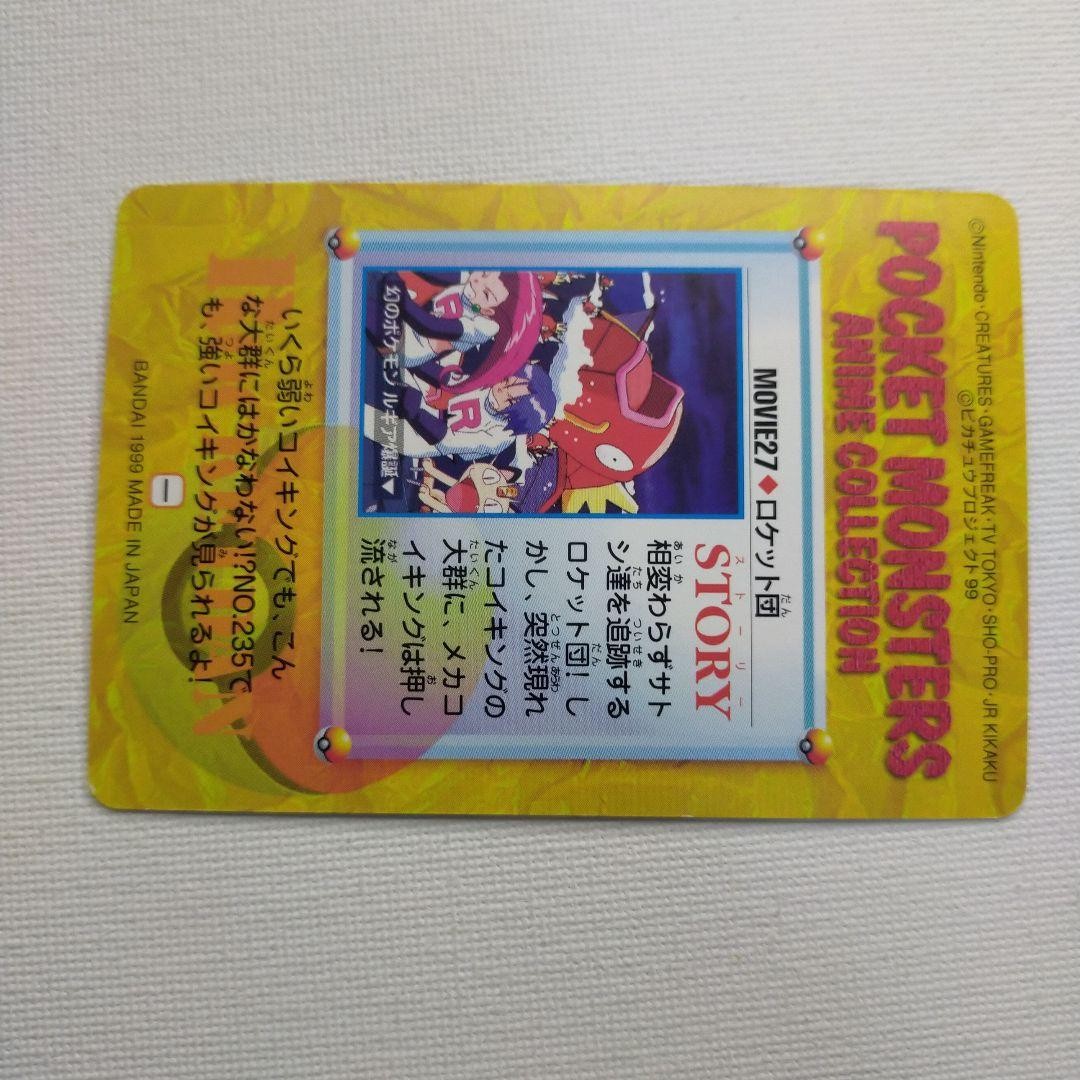 ©Nintendo・CREATURES・GAMEFREAK・TV TOKYO・SHO-PRO・JR KIKAKU
©ピカチュウプロジェクト99
POCKET MONSTERS
ANIME COLLECTION
MOVIE27◆ロケット団
幻のポケモン ルギア爆誕▼
STORY
相変わらずサト
シ達を追跡する
ロケット団！し
かし、突然現れ
たコイキングの
大群に、メカコ
イキングは押し
流される！
いくら弱いコイキングでも、こん
な大群にはかなわない!?NO.235で
も、強いコイキングが見られるよ！
BANDAI 1999 MADE IN JAPAN